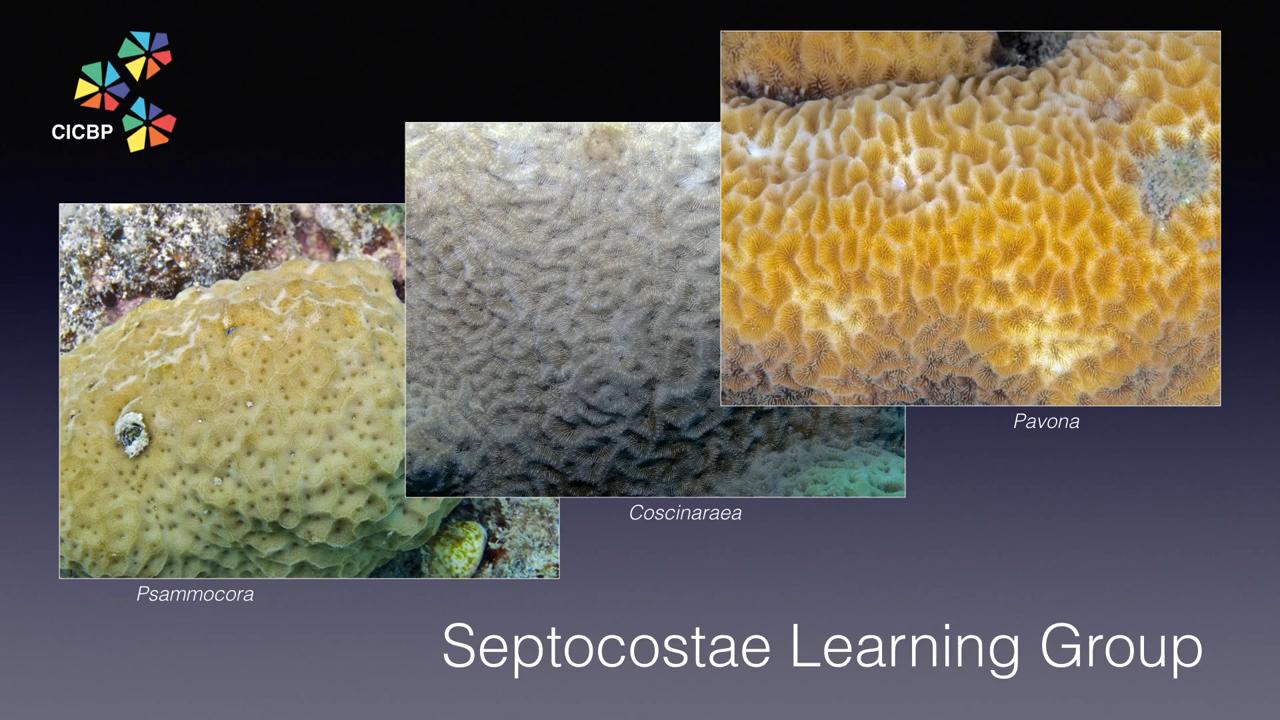 CICBP
Pavona
Coscinaraea
Psammocora
Septocostae Learning Group